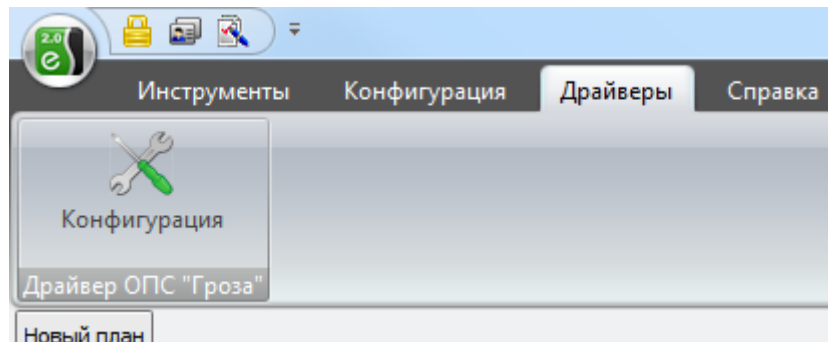 2.0
e
Инструменты Конфигурация Драйверы Справка
Конфигурация
Драйвер ОПС "Гроза"
Новый план